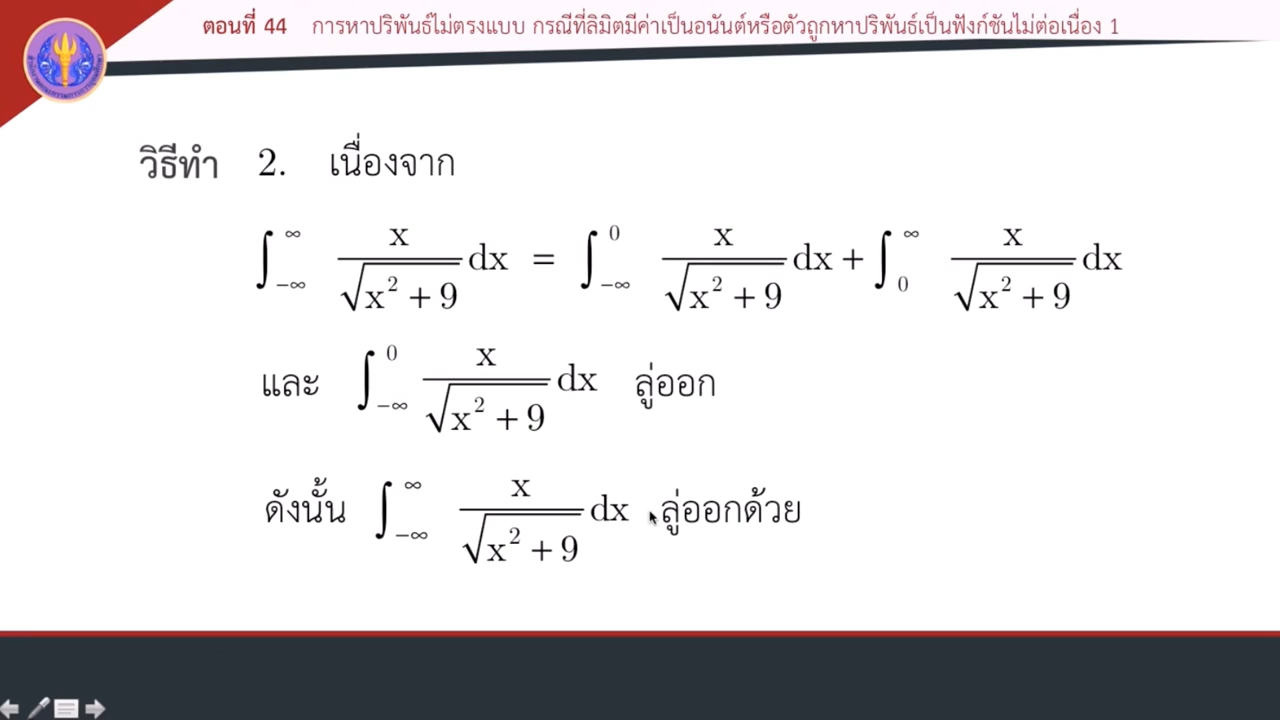 ตอนที่ 44 การหาปริพันธ์ไม่ตรงแบบ กรณีที่ลิมิตมีค่าเป็นอนันต์หรือตัวถูกหาปริพันธ์เป็นฟังก์ชันไม่ต่อเนื่อง 1
วิธีทำ 2. เนื่องจาก
∫_{-∞}^{∞} x/√(x² + 9) dx = ∫_{-∞}^{0} x/√(x² + 9) dx + ∫_{0}^{∞} x/√(x² + 9) dx
และ ∫_{-∞}^{0} x/√(x² + 9) dx ลู่ออก
ดังนั้น ∫_{-∞}^{∞} x/√(x² + 9) dx ลู่ออกด้วย